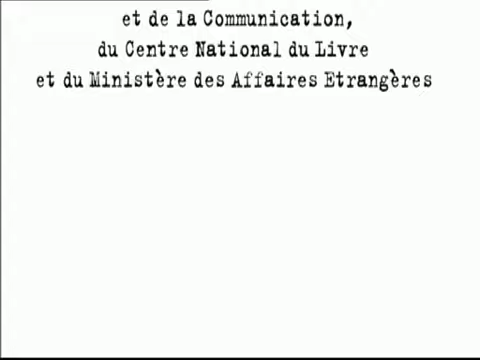 et de la Communication,
du Centre National du Livre
et du Ministère des Affaires Etrangères